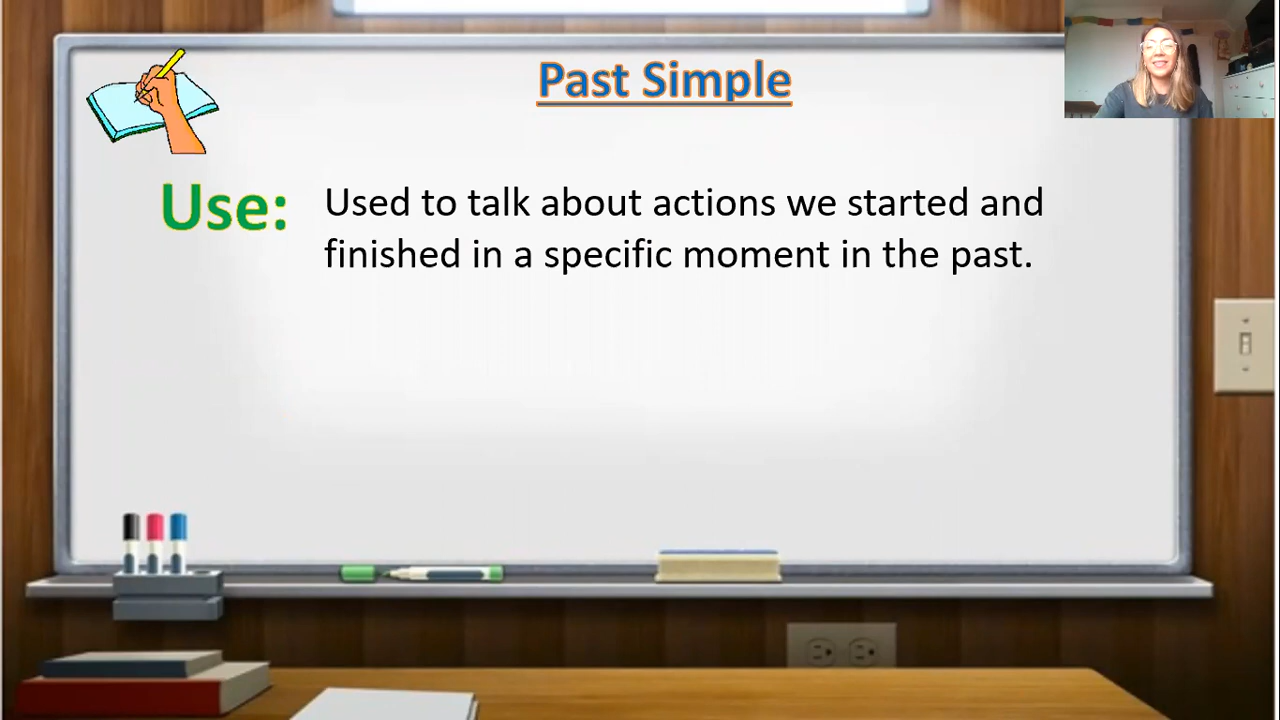 Past Simple
Use:
Used to talk about actions we started and
finished in a specific moment in the past.